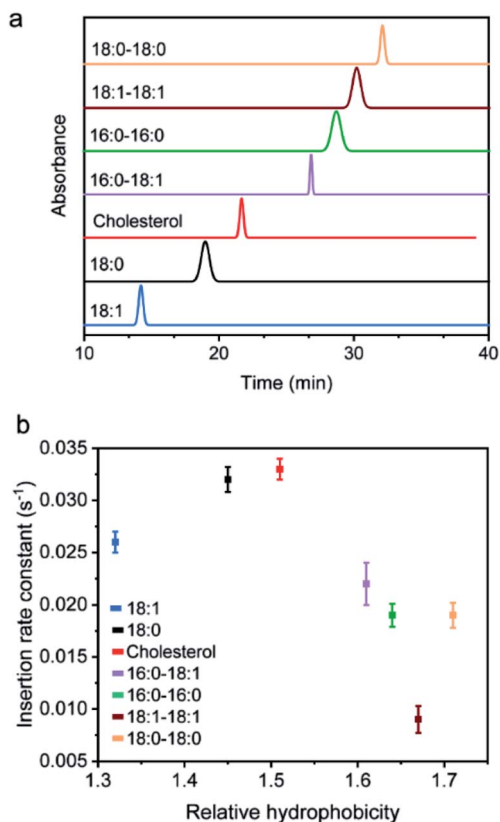 a
18:0-18:0
18:1-18:1
16:0-16:0
16:0-18:1
Cholesterol
18:0
18:1
Absorbance
10 20 30 40
Time (min)
b
0.035
0.030
0.025
0.020
0.015
0.010
0.005
Insertion rate constant (s⁻¹)
18:1
18:0
Cholesterol
16:0-18:1
16:0-16:0
18:1-18:1
18:0-18:0
1.3 1.4 1.5 1.6 1.7
Relative hydrophobicity